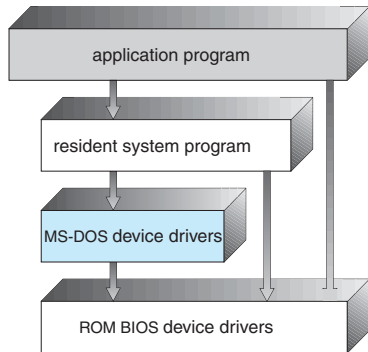 application program
resident system program
MS-DOS device drivers
ROM BIOS device drivers